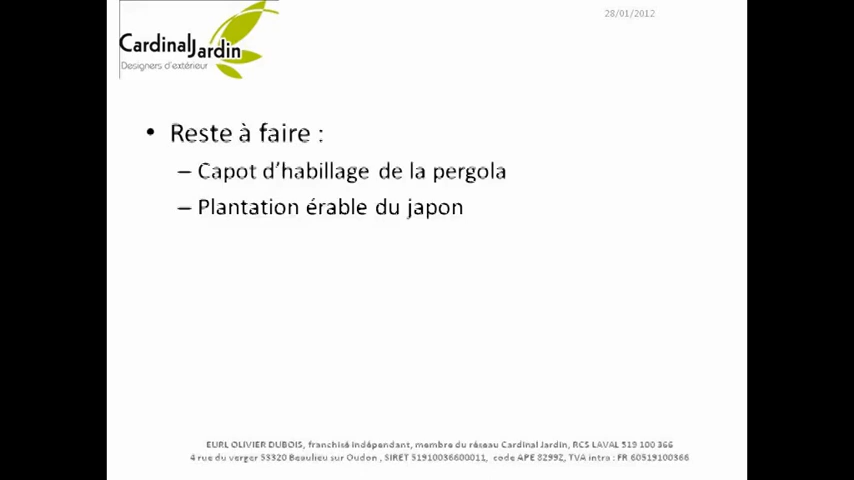 28/01/2012
CardinalJardin
Designers d'extérieur
• Reste à faire :
– Capot d'habillage de la pergola
– Plantation érable du japon
EURL OLIVIER DUBOIS, franchisé indépendant, membre du réseau Cardinal Jardin, RCS LAVAL 519 100 366
4 rue du verger 53320 Beaulieu sur Oudon , SIRET 51910036600011, code APE 8299Z, TVA intra : FR 60519100366